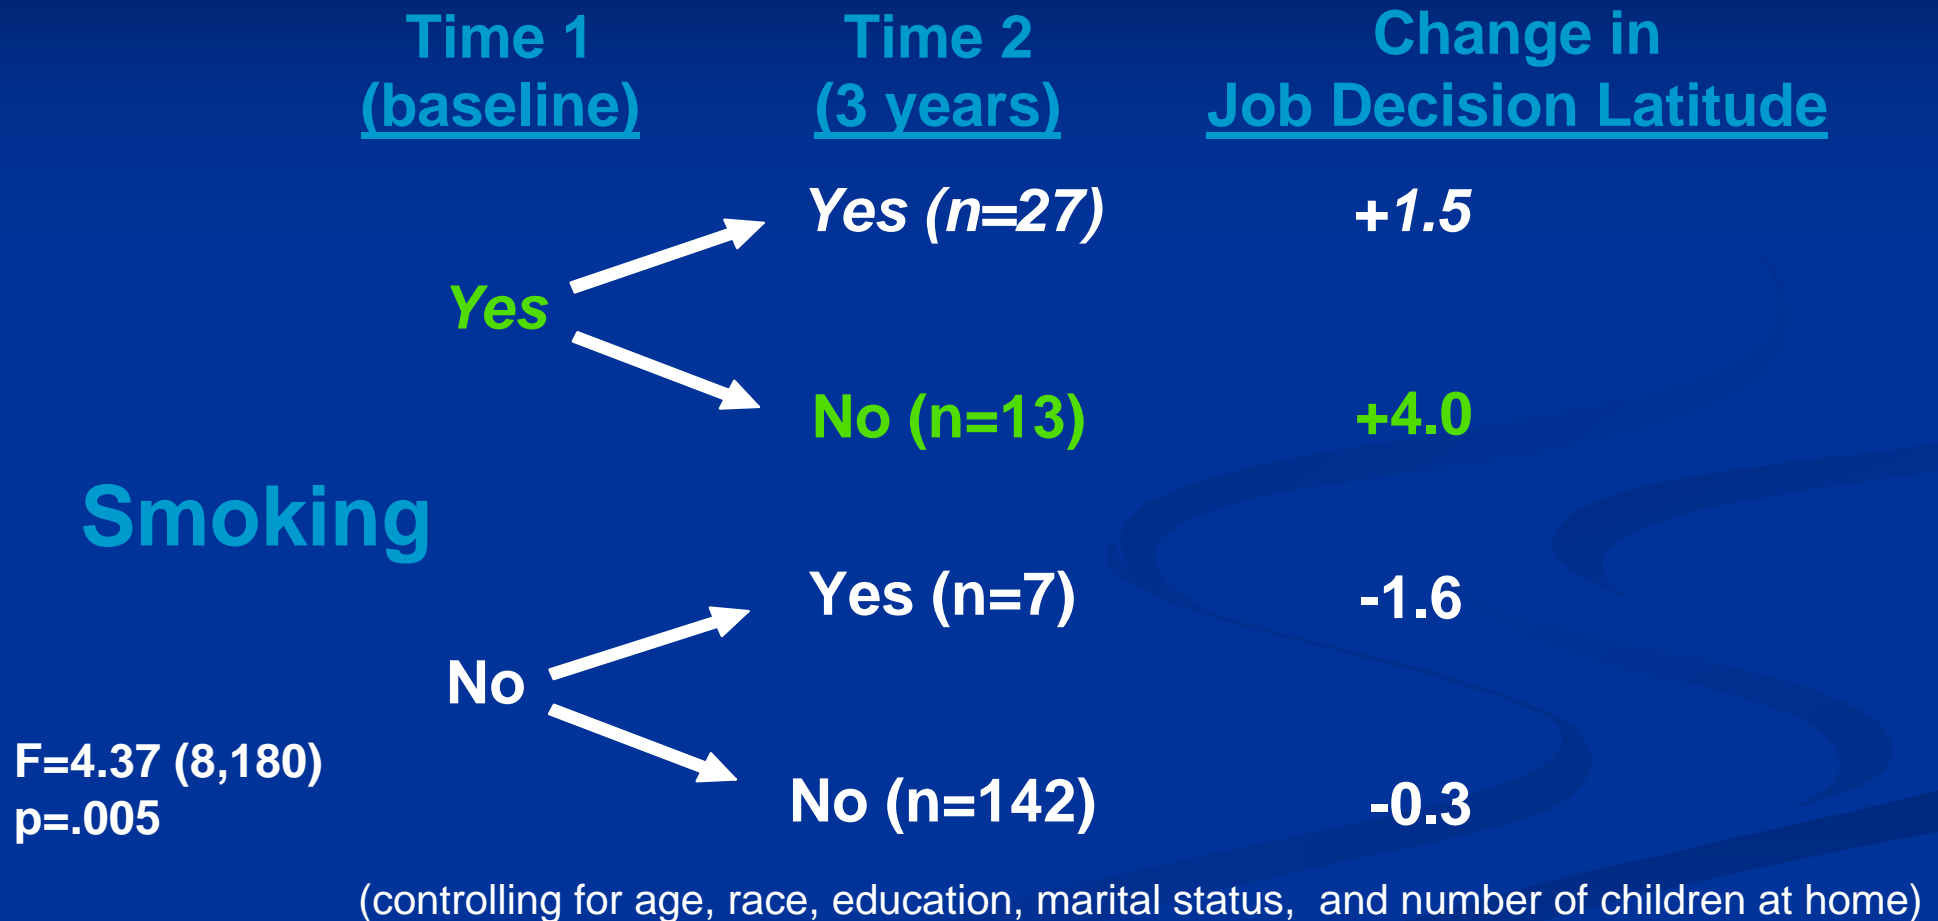 Time 1
(baseline)
Time 2
(3 years)
Change in
Job Decision Latitude
Yes (n=27)
+1.5
Yes
No (n=13)
+4.0
Smoking
Yes (n=7)
-1.6
No
F=4.37 (8,180)
p=.005
No (n=142)
-0.3
(controlling for age, race, education, marital status,  and number of children at home)